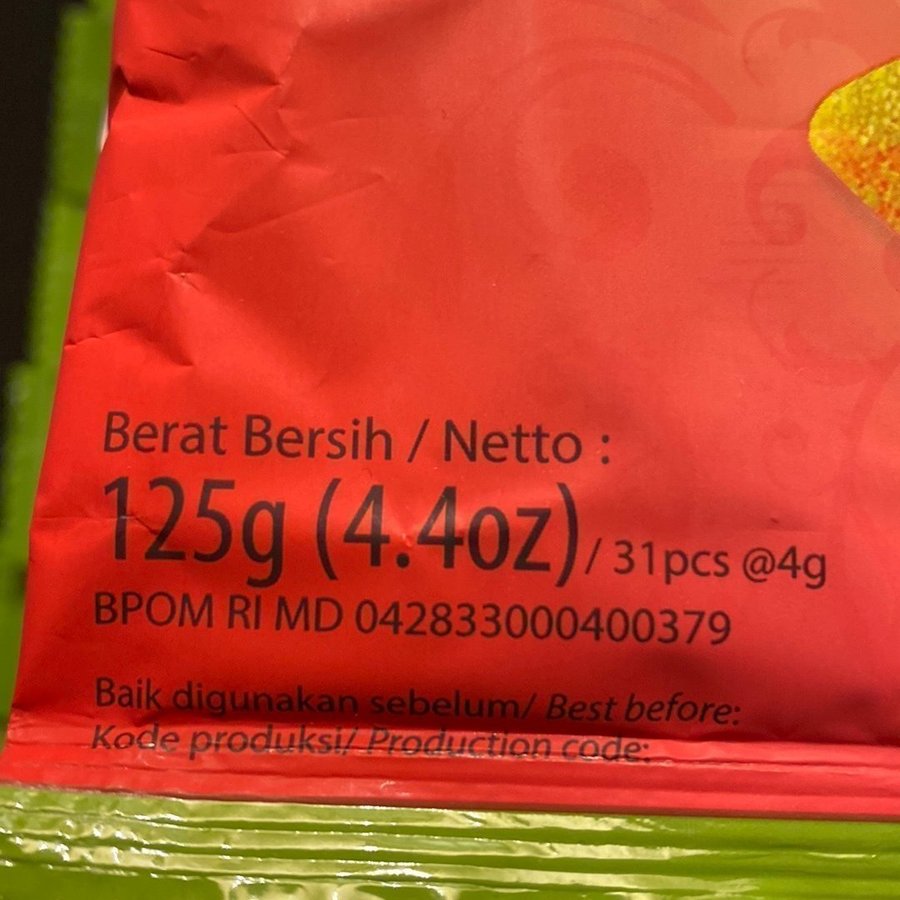 Berat Bersih / Netto :
125g (4.4oz) / 31pcs @4g
BPOM RI MD 042833000400379
Baik digunakan sebelum/ Best before:
Kode produksi/ Production code: